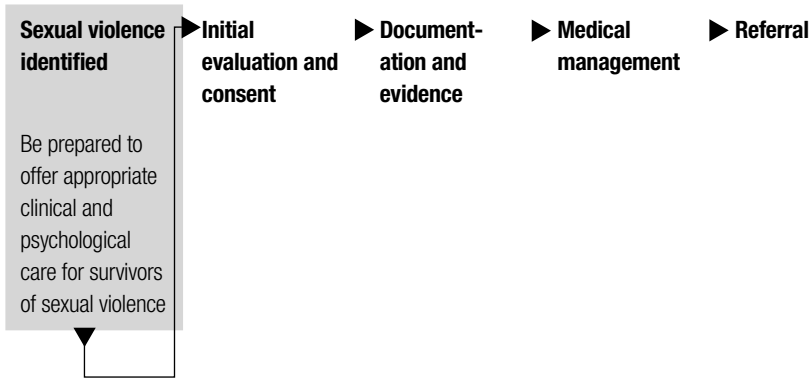 Sexual violence
identified
Be prepared to
offer appropriate
clinical and
psychological
care for survivors
of sexual violence
Initial
evaluation and
consent
Document-
ation and
evidence
Medical
management
Referral